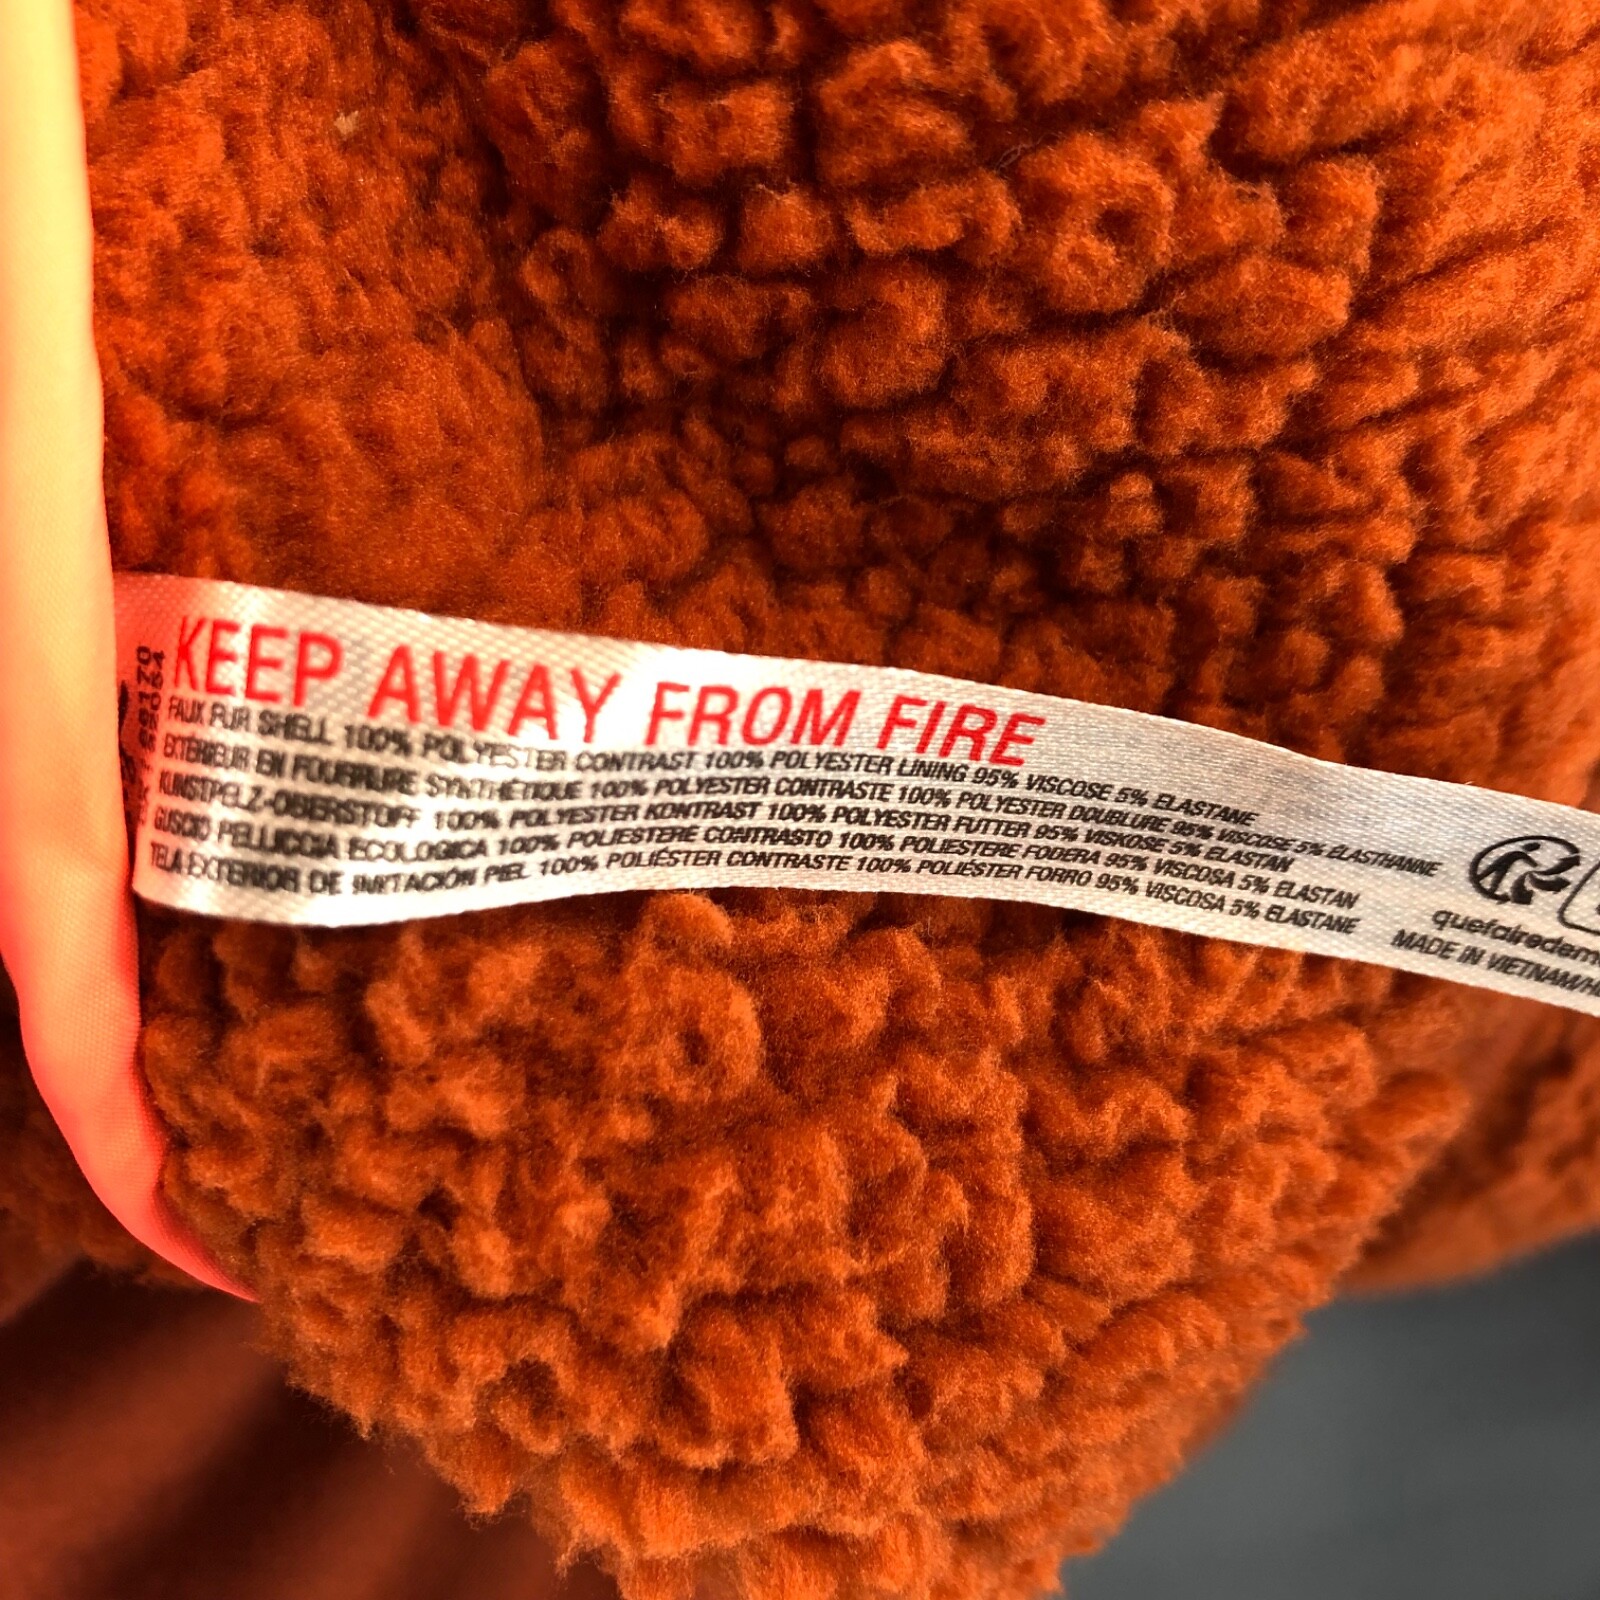 KEEP AWAY FROM FIRE
FAUX FUR SHELL 100% POLYESTER CONTRAST 100% POLYESTER LINING 95% VISCOSE 5% ELASTANE
EXTÉRIEUR EN FOURRURE SYNTHÉTIQUE 100% POLYESTER CONTRASTE 100% POLYESTER DOUBLURE 95% VISCOSE 5% ÉLASTHANNE
KUNSTPELZ-OBERSTOFF 100% POLYESTER KONTRAST 100% POLYESTER FUTTER 95% VISKOSE 5% ELASTAN
GUSCIO PELLICCIA ECOLOGICA 100% POLIESTERE CONTRASTO 100% POLIESTERE FODERA 95% VISCOSA 5% ELASTAN
TELA EXTERIOR DE IMITACIÓN PIEL 100% POLIÉSTER CONTRASTE 100% POLIÉSTER FORRO 95% VISCOSA 5% ELASTANE
quefairedem
MADE IN VIETNAM/H